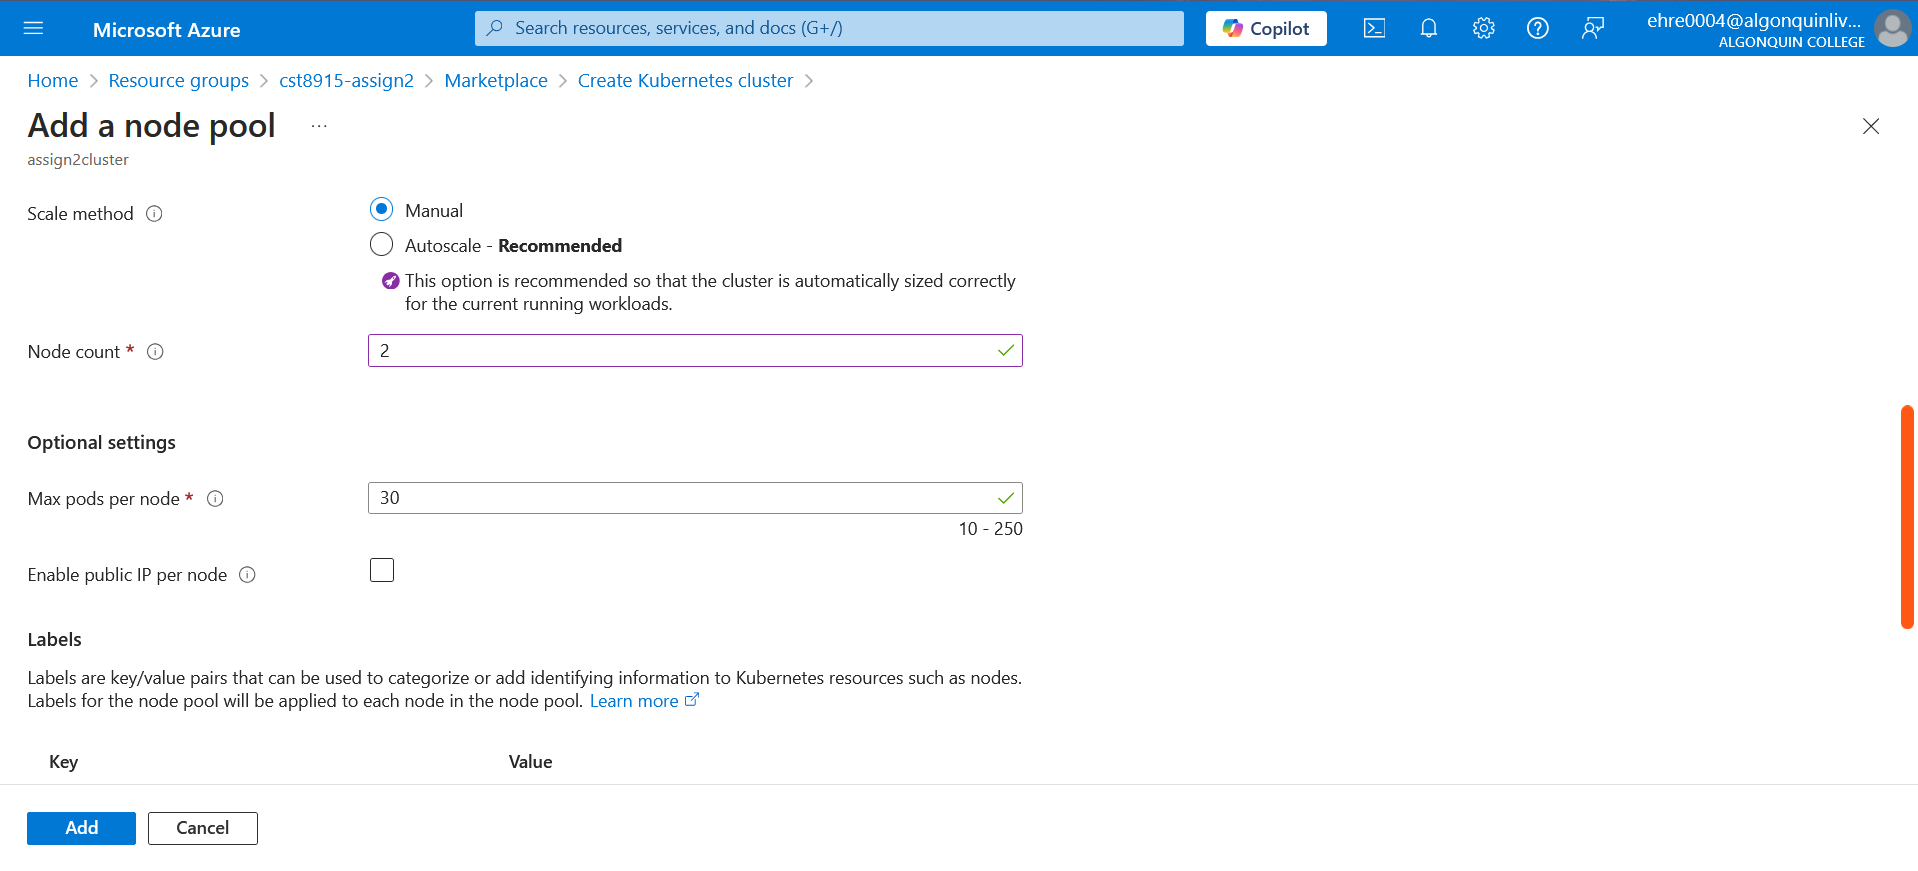 Microsoft Azure
Search resources, services, and docs (G+/)
Copilot
ehre0004@algonquinliv...
ALGONQUIN COLLEGE
Home > Resource groups > cst8915-assign2 > Marketplace > Create Kubernetes cluster >
Add a node pool ...
assign2cluster
Scale method
Manual
Autoscale - Recommended
This option is recommended so that the cluster is automatically sized correctly
for the current running workloads.
Node count *
2
Optional settings
Max pods per node *
30
10 - 250
Enable public IP per node
Labels
Labels are key/value pairs that can be used to categorize or add identifying information to Kubernetes resources such as nodes.
Labels for the node pool will be applied to each node in the node pool. Learn more
Key Value
Add Cancel